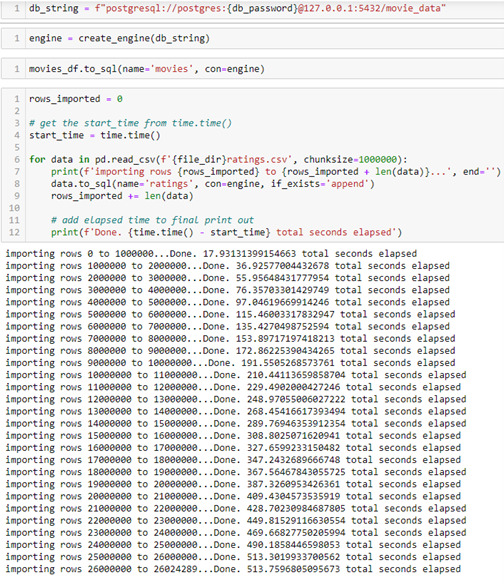 1 db_string = f"postgresql://postgres:{db_password}@127.0.0.1:5432/movie_data"
1 engine = create_engine(db_string)
1 movies_df.to_sql(name='movies', con=engine)
1 rows_imported = 0
2
3 # get the start_time from time.time()
4 start_time = time.time()
5
6 for data in pd.read_csv(f'{file_dir}ratings.csv', chunksize=1000000):
7 print(f'importing rows {rows_imported} to {rows_imported + len(data)}...', end='')
8 data.to_sql(name='ratings', con=engine, if_exists='append')
9 rows_imported += len(data)
10
11 # add elapsed time to final print out
12 print(f'Done. {time.time() - start_time} total seconds elapsed')
importing rows 0 to 1000000...Done. 17.93131399154663 total seconds elapsed
importing rows 1000000 to 2000000...Done. 36.92577004432678 total seconds elapsed
importing rows 2000000 to 3000000...Done. 55.95648431777954 total seconds elapsed
importing rows 3000000 to 4000000...Done. 76.35703301429749 total seconds elapsed
importing rows 4000000 to 5000000...Done. 97.04619669914246 total seconds elapsed
importing rows 5000000 to 6000000...Done. 115.46003317832947 total seconds elapsed
importing rows 6000000 to 7000000...Done. 135.4270498752594 total seconds elapsed
importing rows 7000000 to 8000000...Done. 153.89717197418213 total seconds elapsed
importing rows 8000000 to 9000000...Done. 172.86225390434265 total seconds elapsed
importing rows 9000000 to 10000000...Done. 191.5505268573761 total seconds elapsed
importing rows 10000000 to 11000000...Done. 210.44113659858704 total seconds elapsed
importing rows 11000000 to 12000000...Done. 229.4902000427246 total seconds elapsed
importing rows 12000000 to 13000000...Done. 248.97055006027222 total seconds elapsed
importing rows 13000000 to 14000000...Done. 268.45416617393494 total seconds elapsed
importing rows 14000000 to 15000000...Done. 289.76946353912354 total seconds elapsed
importing rows 15000000 to 16000000...Done. 308.8025071620941 total seconds elapsed
importing rows 16000000 to 17000000...Done. 327.6599233150482 total seconds elapsed
importing rows 17000000 to 18000000...Done. 347.2432689666748 total seconds elapsed
importing rows 18000000 to 19000000...Done. 367.56467843055725 total seconds elapsed
importing rows 19000000 to 20000000...Done. 387.3260953426361 total seconds elapsed
importing rows 20000000 to 21000000...Done. 409.4304573535919 total seconds elapsed
importing rows 21000000 to 22000000...Done. 428.70230984687805 total seconds elapsed
importing rows 22000000 to 23000000...Done. 449.81529116630554 total seconds elapsed
importing rows 23000000 to 24000000...Done. 469.66827750205994 total seconds elapsed
importing rows 24000000 to 25000000...Done. 490.1858446598053 total seconds elapsed
importing rows 25000000 to 26000000...Done. 513.3019933700562 total seconds elapsed
importing rows 26000000 to 26024289...Done. 513.7596805095673 total seconds elapsed